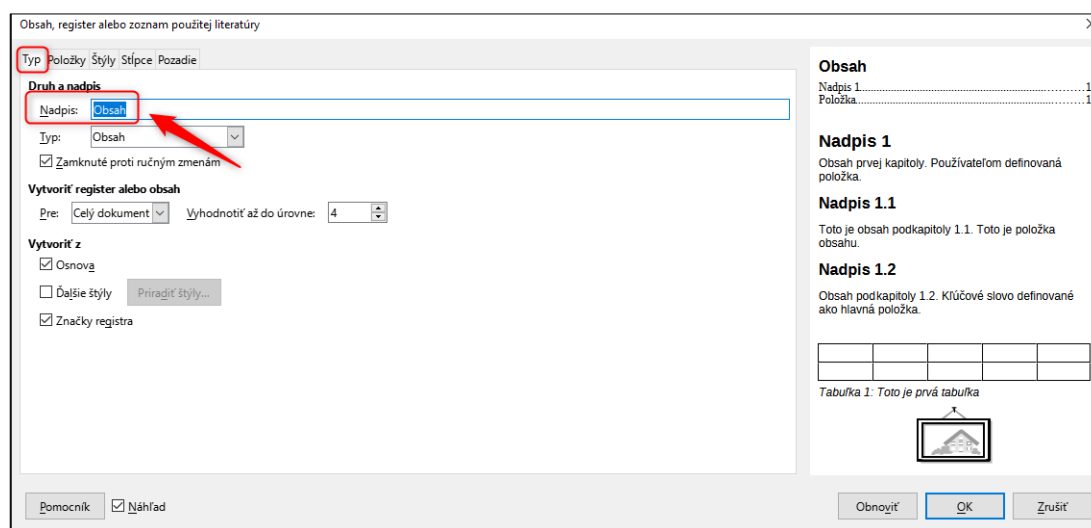 Obsah, register alebo zoznam použitej literatúry
Typ Položky Štýly Stĺpce Pozadie
Druh a nadpis
Nadpis: Obsah
Typ: Obsah
Zamknuté proti ručným zmenám
Vytvoriť register alebo obsah
Pre: Celý dokument Vyhodnotiť až do úrovne: 4
Vytvoriť z
Osnova
Ďalšie štýly Priradiť štýly...
Značky registra
Pomocník Náhľad
Obsah
Nadpis 1.......................................................................1
Položka.......................................................................1
Nadpis 1
Obsah prvej kapitoly. Používateľom definovaná
položka.
Nadpis 1.1
Toto je obsah podkapitoly 1.1. Toto je položka
obsahu.
Nadpis 1.2
Obsah podkapitoly 1.2. Kľúčové slovo definované
ako hlavná položka.
Tabuľka 1: Toto je prvá tabuľka
Obnoviť OK Zrušiť